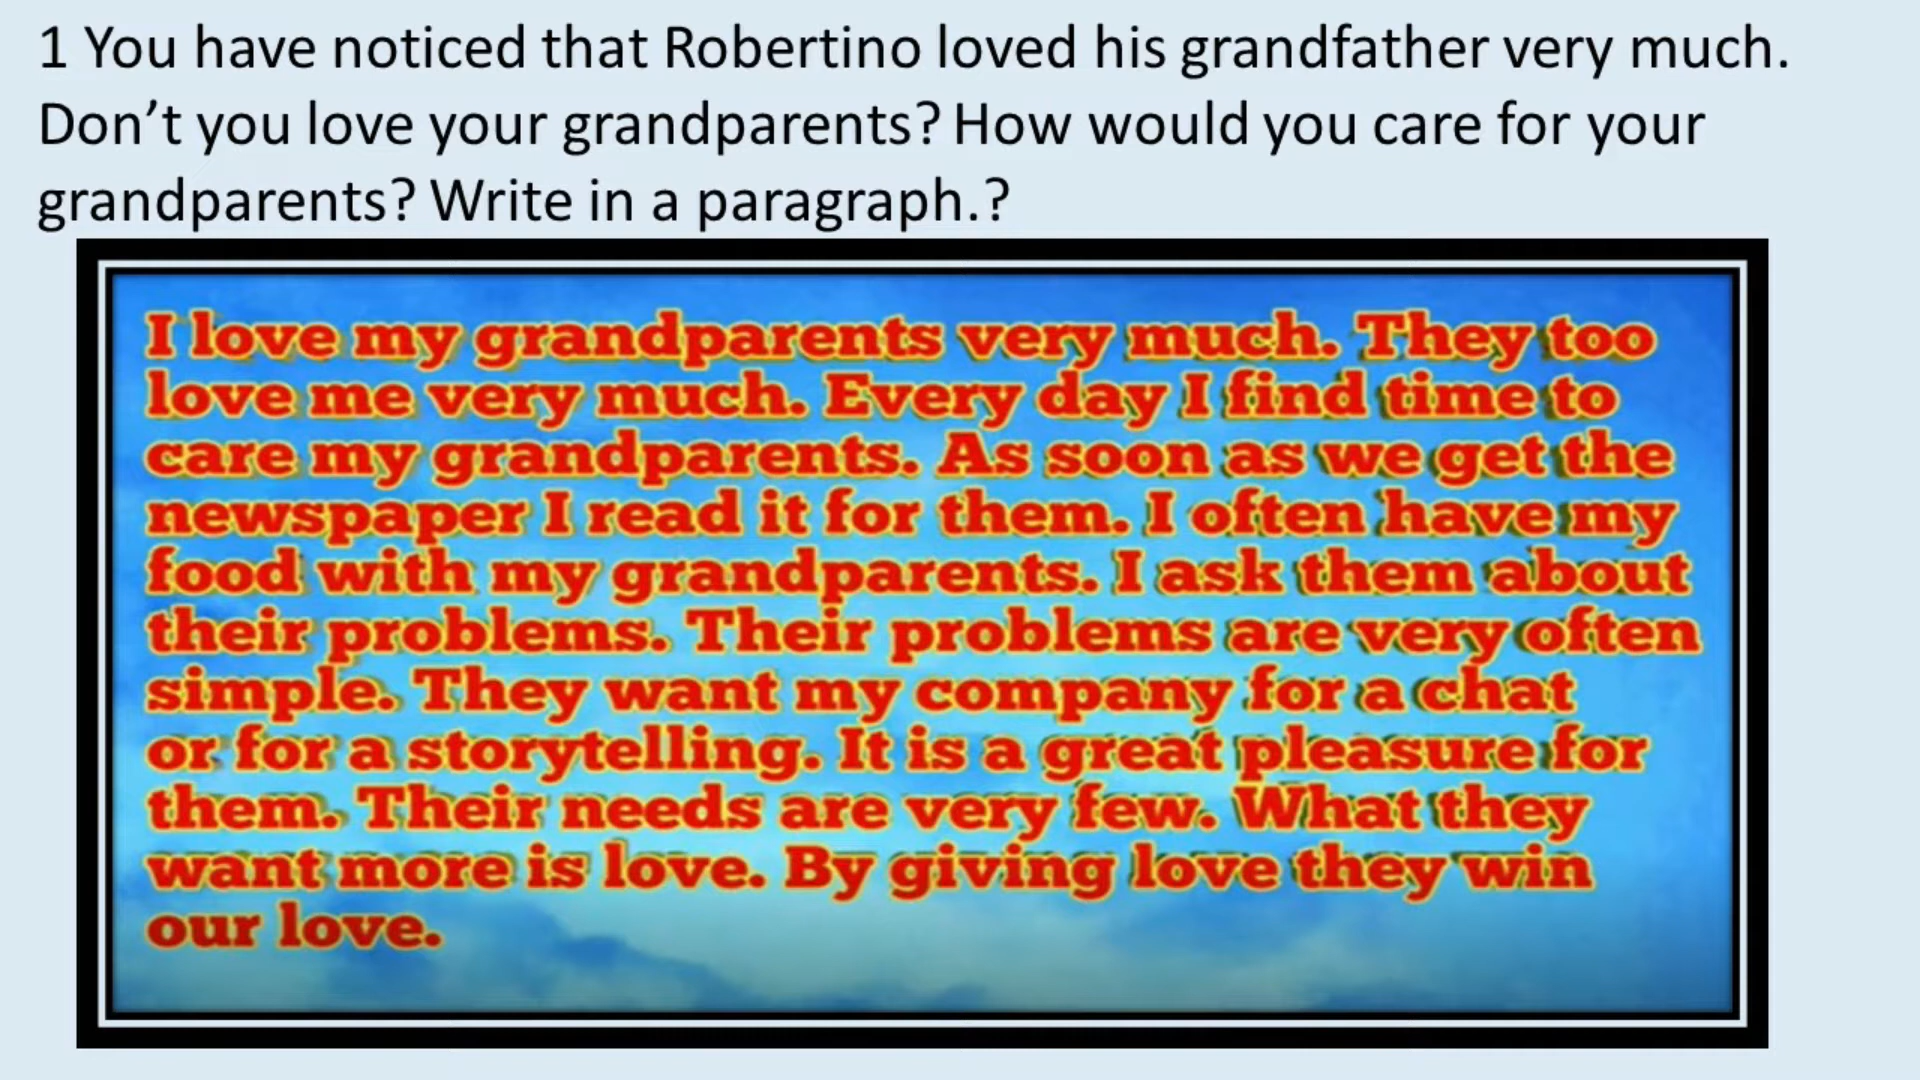 1 You have noticed that Robertino loved his grandfather very much.
Don’t you love your grandparents? How would you care for your
grandparents? Write in a paragraph.?
I love my grandparents very much. They too
love me very much. Every day I find time to
care my grandparents. As soon as we get the
newspaper I read it for them. I often have my
food with my grandparents. I ask them about
their problems. Their problems are very often
simple. They want my company for a chat
or for a storytelling. It is a great pleasure for
them. Their needs are very few. What they
want more is love. By giving love they win
our love.